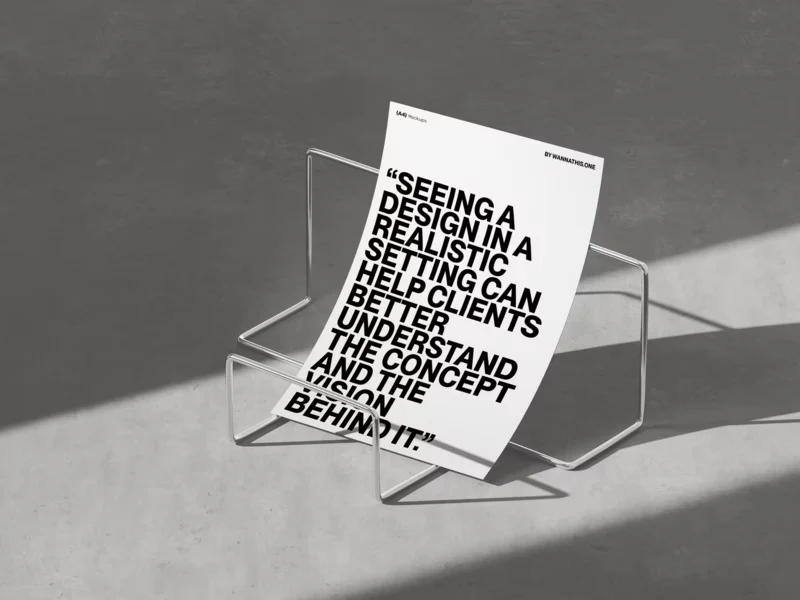 (A4) Mockups
BY WANNATHIS.ONE
“SEEING A
DESIGN IN A
REALISTIC
SETTING CAN
HELP CLIENTS
BETTER
UNDERSTAND
THE CONCEPT
AND THE
VISION
BEHIND IT.”